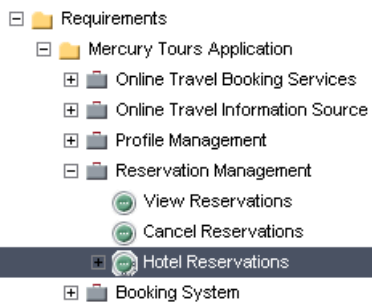 Requirements
Mercury Tours Application
Online Travel Booking Services
Online Travel Information Source
Profile Management
Reservation Management
View Reservations
Cancel Reservations
Hotel Reservations
Booking System